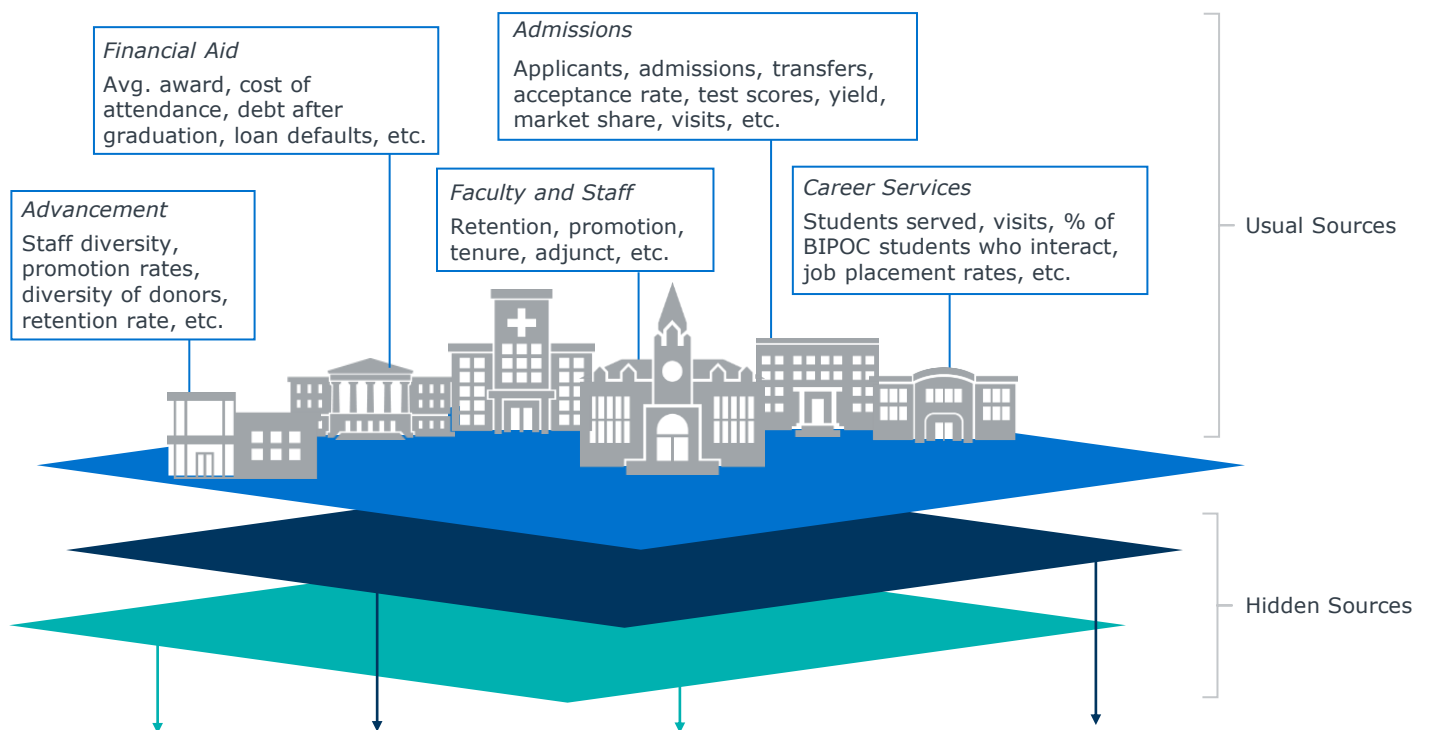 Financial Aid
Avg. award, cost of
attendance, debt after
graduation, loan defaults, etc.
Admissions
Applicants, admissions, transfers,
acceptance rate, test scores, yield,
market share, visits, etc.
Advancement
Staff diversity,
promotion rates,
diversity of donors,
retention rate, etc.
Faculty and Staff
Retention, promotion,
tenure, adjunct, etc.
Career Services
Students served, visits, % of
BIPOC students who interact,
job placement rates, etc.
Usual Sources
Hidden Sources